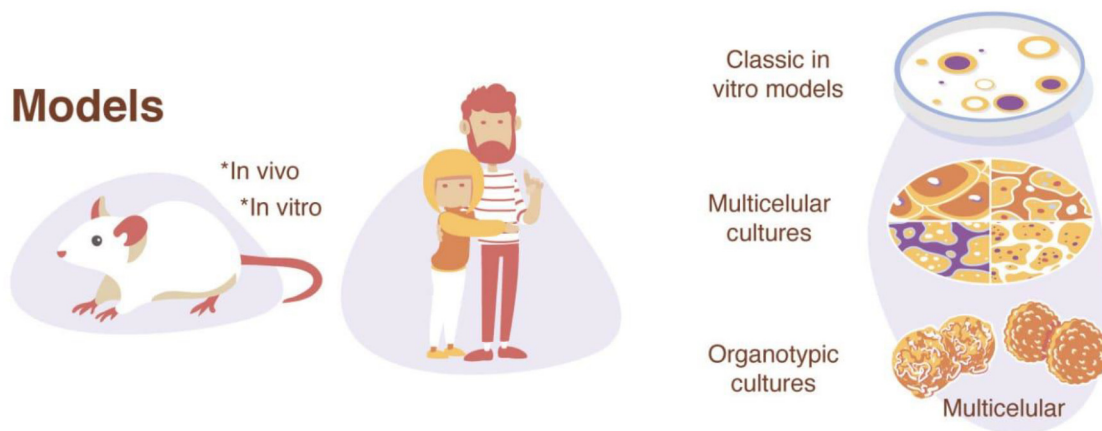 Models
*In vivo
*In vitro
Classic in
vitro models
Multicelular
cultures
Organotypic
cultures
Multicelular